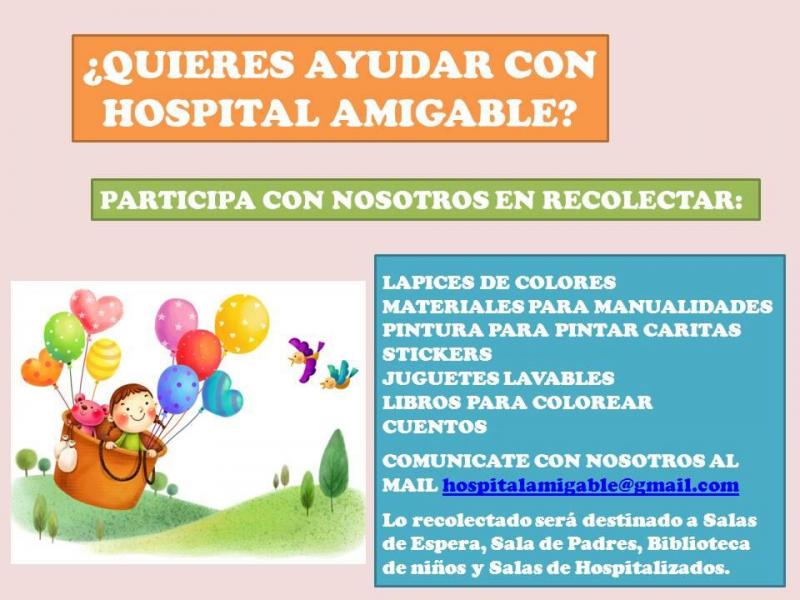 ¿QUIERES AYUDAR CON
HOSPITAL AMIGABLE?
PARTICIPA CON NOSOTROS EN RECOLECTAR:
LAPICES DE COLORES
MATERIALES PARA MANUALIDADES
PINTURA PARA PINTAR CARITAS
STICKERS
JUGUETES LAVABLES
LIBROS PARA COLOREAR
CUENTOS
COMUNICATE CON NOSOTROS AL
MAIL hospitalamigable@gmail.com
Lo recolectado será destinado a Salas
de Espera, Sala de Padres, Biblioteca
de niños y Salas de Hospitalizados.